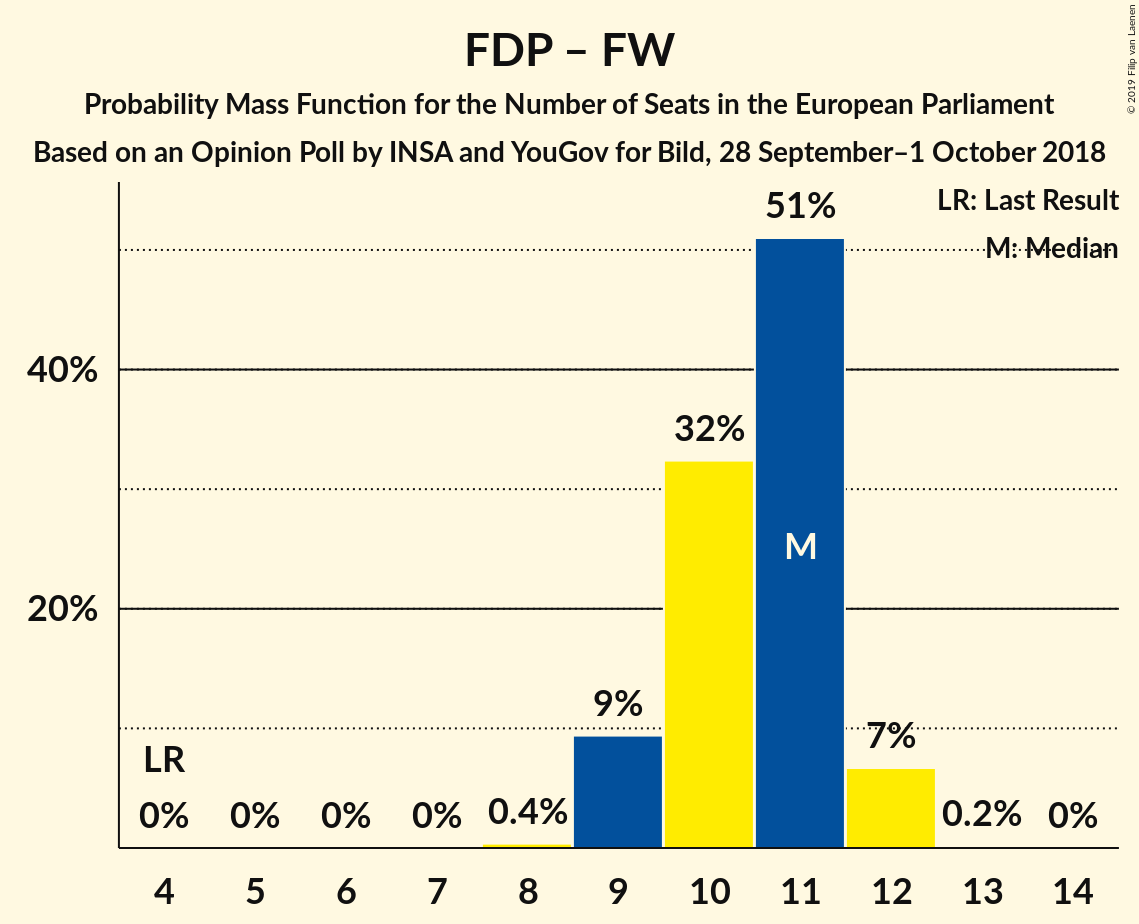 FDP – FW
Probability Mass Function for the Number of Seats in the European Parliament
Based on an Opinion Poll by INSA and YouGov for Bild, 28 September–1 October 2018
© 2019 Filip van Laenen
LR: Last Result
M: Median
40%
20%
LR
0%
0%
0%
0%
0.4%
9%
32%
51%
M
7%
0.2%
0%
4 5 6 7 8 9 10 11 12 13 14